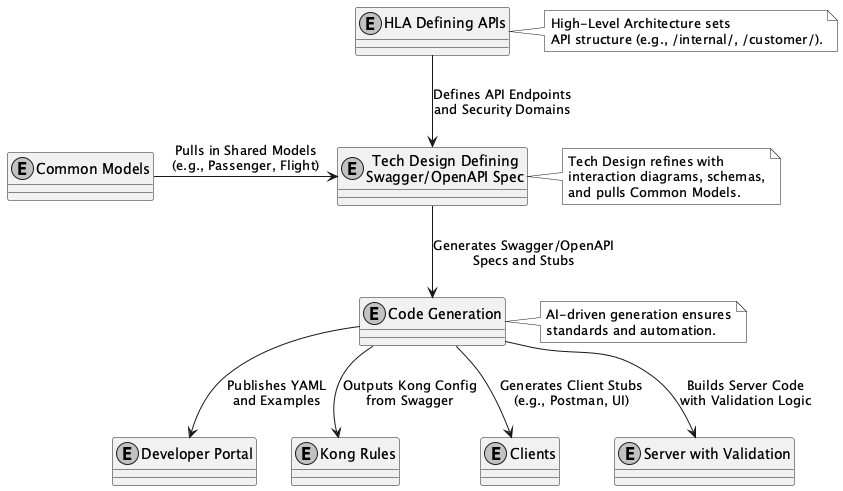 E HLA Defining APIs
High-Level Architecture sets
API structure (e.g., /internal/, /customer/).
Defines API Endpoints
and Security Domains
E Common Models
Pulls in Shared Models
(e.g., Passenger, Flight)
E Tech Design Defining
Swagger/OpenAPI Spec
Tech Design refines with
interaction diagrams, schemas,
and pulls Common Models.
Generates Swagger/OpenAPI
Specs and Stubs
E Code Generation
AI-driven generation ensures
standards and automation.
Publishes YAML
and Examples
Outputs Kong Config
from Swagger
Generates Client Stubs
(e.g., Postman, UI)
Builds Server Code
with Validation Logic
E Developer Portal
E Kong Rules
E Clients
E Server with Validation